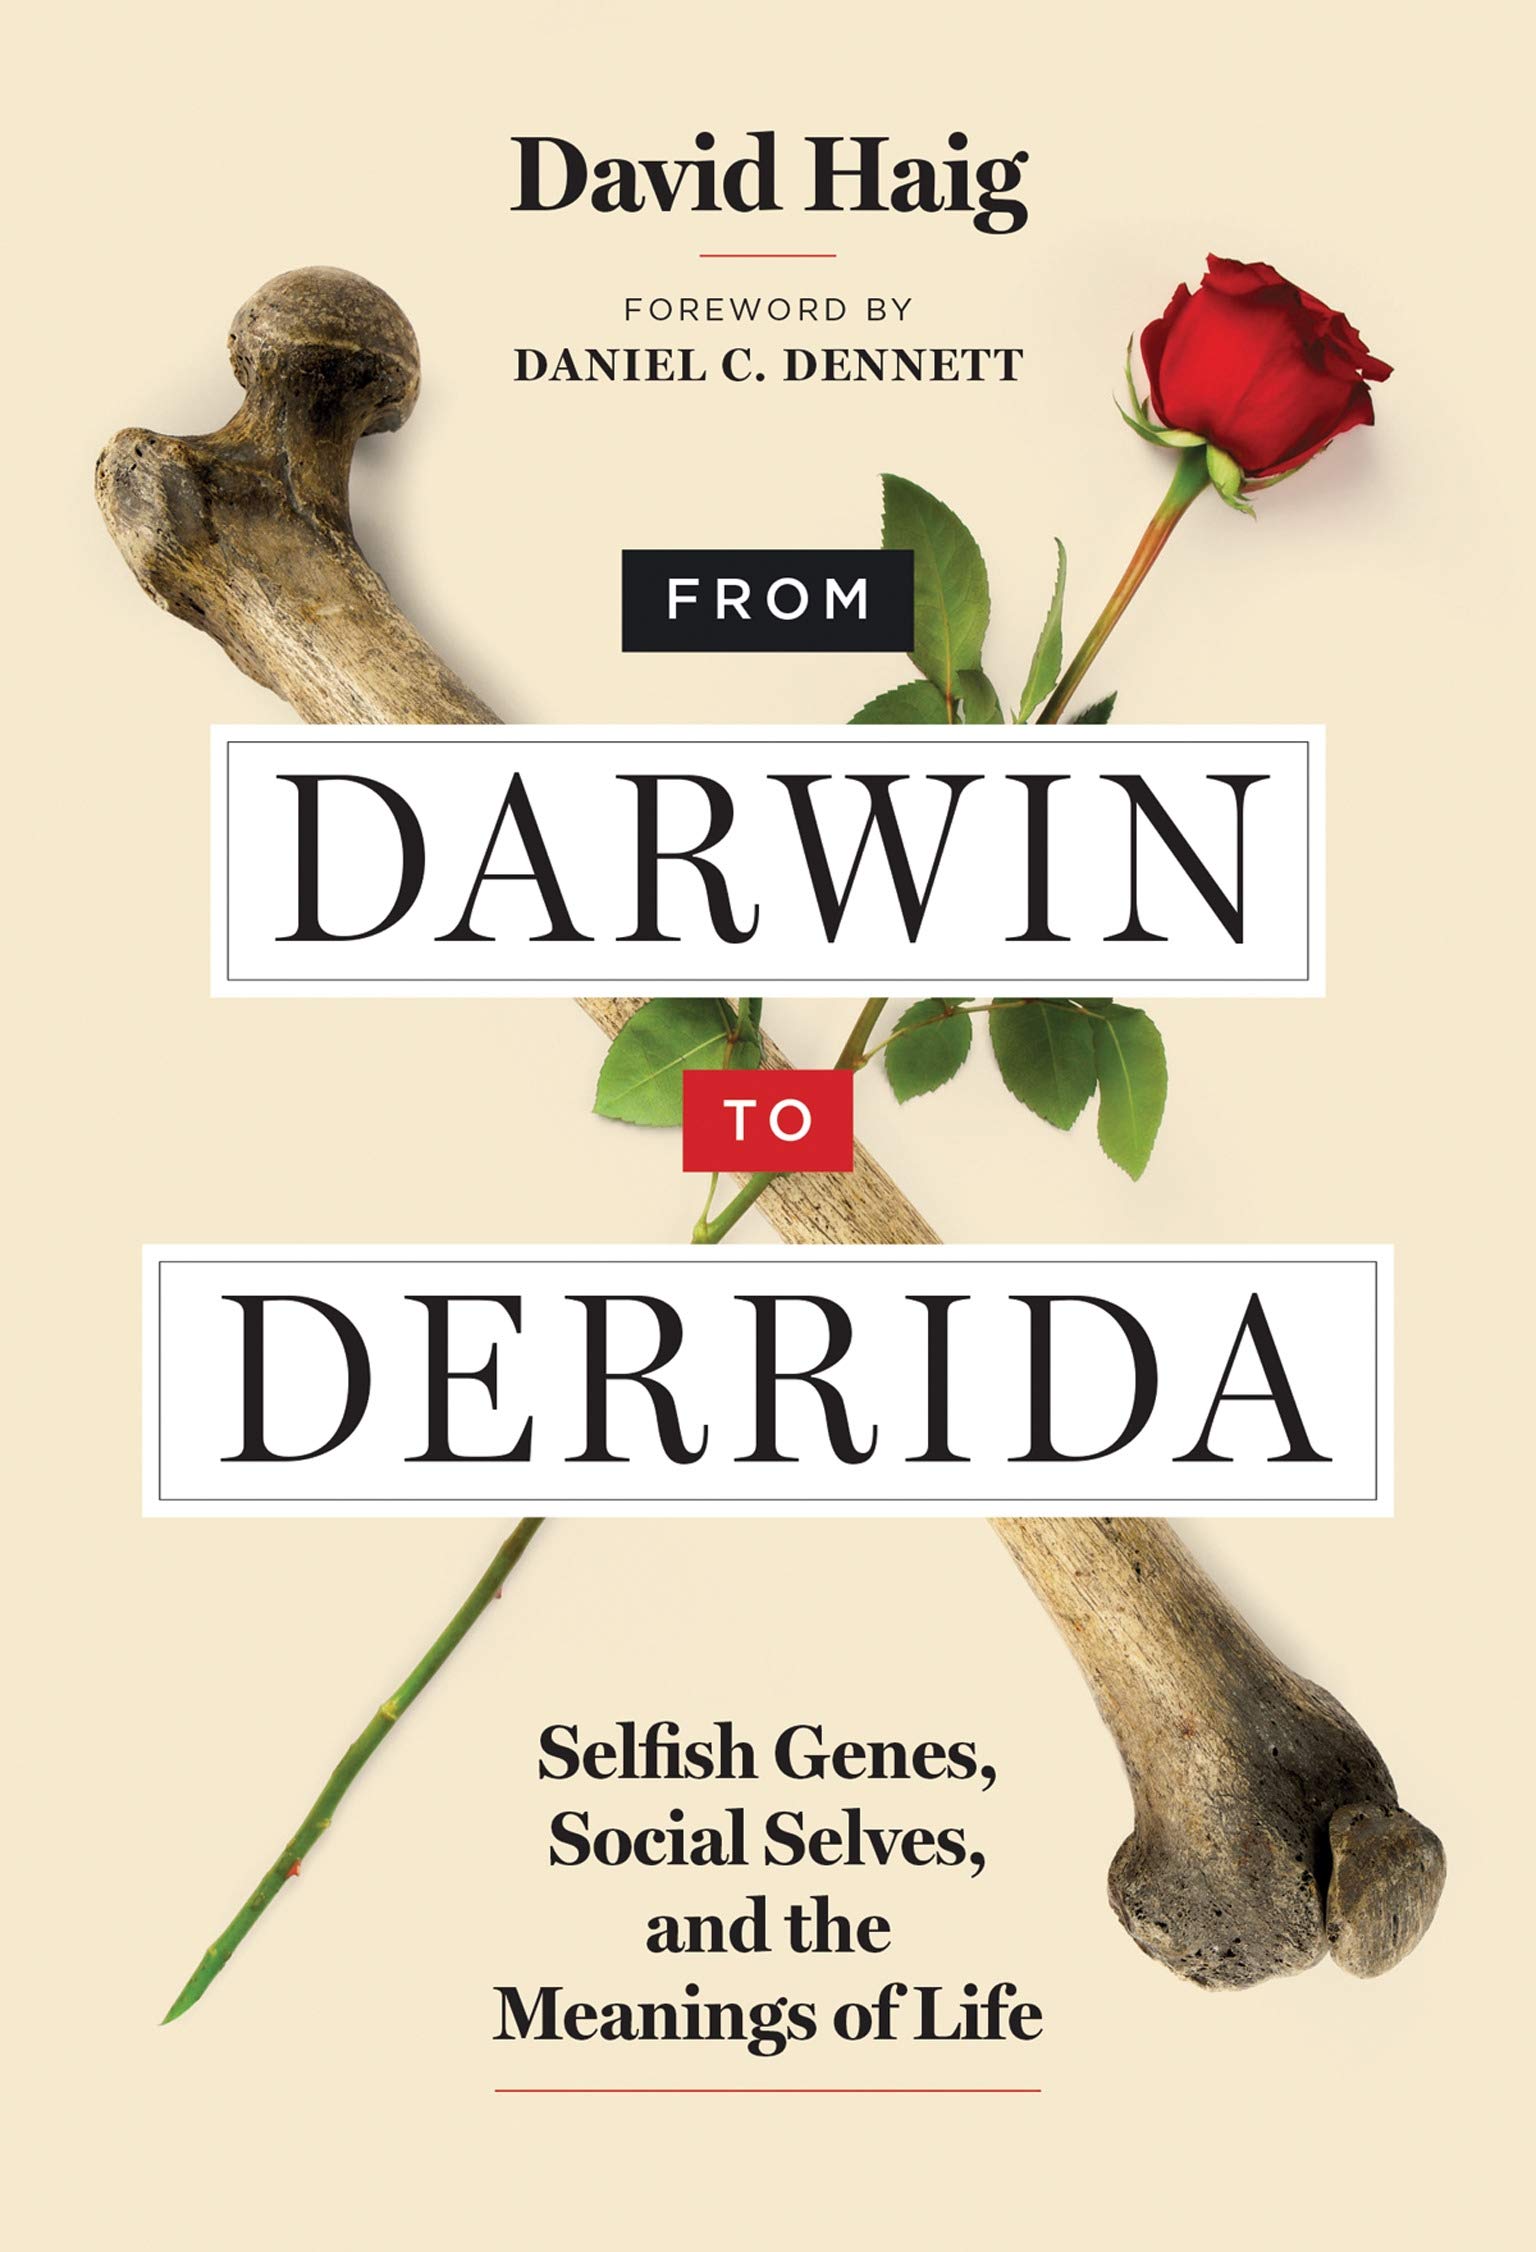 David Haig
FOREWORD BY
DANIEL C. DENNETT
FROM
DARWIN
TO
DERRIDA
Selfish Genes,
Social Selves,
and the
Meanings of Life